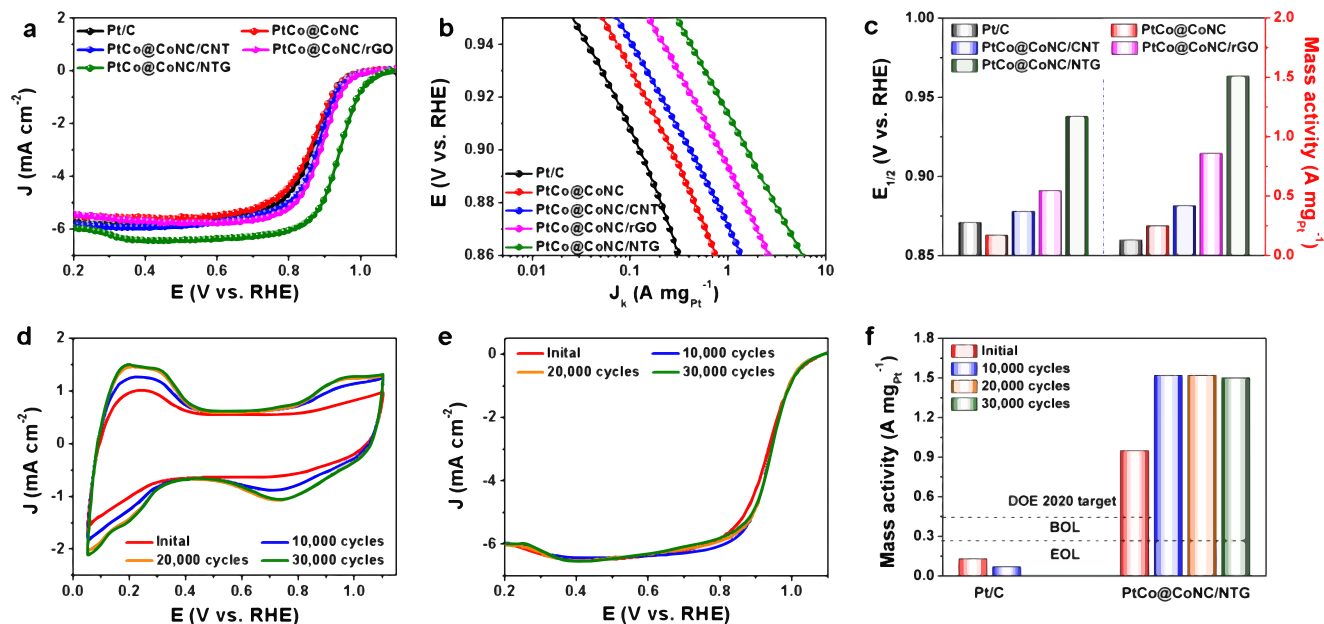 a
2
0
-2
-4
-6
-8
J (mA cm-2)
Pt/C
PtCo@CoNC
PtCo@CoNC/CNT
PtCo@CoNC/rGO
PtCo@CoNC/NTG
0.2 0.4 0.6 0.8 1.0
E (V vs. RHE)
b
0.94
0.92
0.90
0.88
0.86
E (V vs. RHE)
Pt/C
PtCo@CoNC
PtCo@CoNC/CNT
PtCo@CoNC/rGO
PtCo@CoNC/NTG
0.01 0.1 1 10
Jk (A mgPt-1)
c
1.00
0.95
0.90
0.85
E1/2 (V vs. RHE)
Pt/C
PtCo@CoNC
PtCo@CoNC/CNT
PtCo@CoNC/rGO
PtCo@CoNC/NTG
2.0
1.5
1.0
0.5
0.0
Mass activity (A mgPt-1)
d
2
1
0
-1
-2
J (mA cm-2)
Inital
10,000 cycles
20,000 cycles
30,000 cycles
0.0 0.2 0.4 0.6 0.8 1.0
E (V vs. RHE)
e
0
-2
-4
-6
J (mA cm-2)
Inital
10,000 cycles
20,000 cycles
30,000 cycles
0.2 0.4 0.6 0.8 1.0
E (V vs. RHE)
f
1.8
1.5
1.2
0.9
0.6
0.3
0.0
Mass activity (A mgPt-1)
Initial
10,000 cycles
20,000 cycles
30,000 cycles
DOE 2020 target
BOL
EOL
Pt/C
PtCo@CoNC/NTG